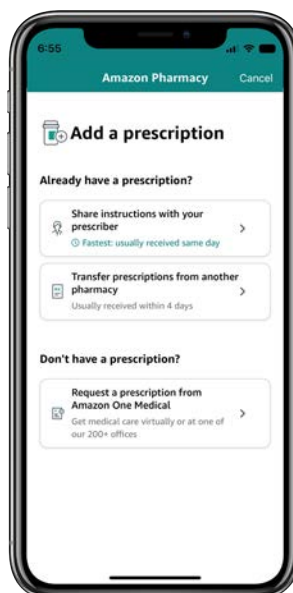 6:55
Amazon Pharmacy Cancel
Add a prescription
Already have a prescription?
Share instructions with your
prescriber
Fastest: usually received same day
Transfer prescriptions from another
pharmacy
Usually received within 4 days
Don't have a prescription?
Request a prescription from
Amazon One Medical
Get medical care virtually or at one of
our 200+ offices